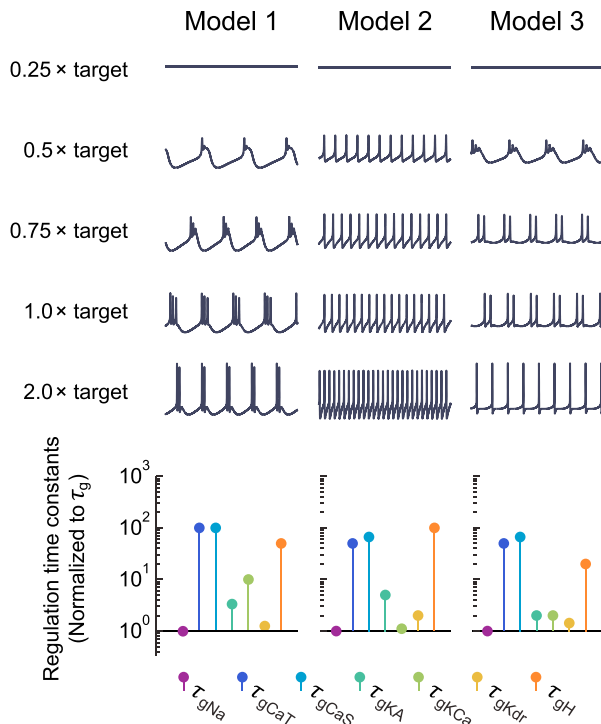 Model 1 Model 2 Model 3
0.25 × target
0.5 × target
0.75 × target
1.0 × target
2.0 × target
Regulation time constants
(Normalized to τg)
10³
10²
10¹
10⁰
τgNa τgCaT τgCaS τgKA τgKCa τgKdr τgH